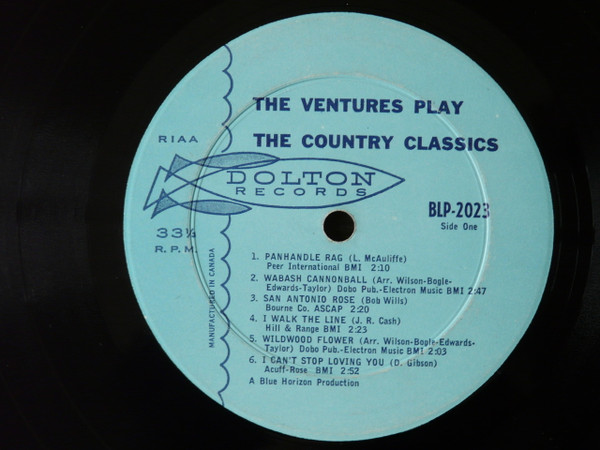 THE VENTURES PLAY
THE COUNTRY CLASSICS
RIAA
DOLTON
RECORDS
33⅓
R.P.M.
BLP-2023
Side One
MANUFACTURED IN CANADA
1. PANHANDLE RAG (L. McAuliffe)
Peer International BMI 2:10
2. WABASH CANNONBALL (Arr. Wilson-Bogle-
Edwards-Taylor) Dobo Pub.-Electron Music BMI 2:47
3. SAN ANTONIO ROSE (Bob Wills)
Bourne Co. ASCAP 2:20
4. I WALK THE LINE (J. R. Cash)
Hill & Range BMI 2:23
5. WILDWOOD FLOWER (Arr. Wilson-Bogle-Edwards-
Taylor) Dobo Pub.-Electron Music BMI 2:03
6. I CAN'T STOP LOVING YOU (D. Gibson)
Acuff-Rose BMI 2:52
A Blue Horizon Production